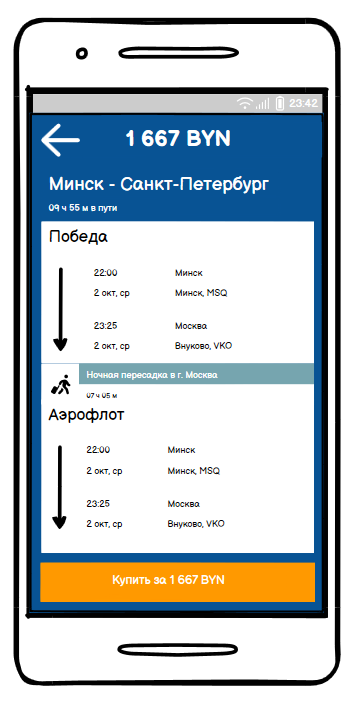 23:42
1 667 BYN
Минск - Санкт-Петербург
09 ч 55 м в пути
Победа
22:00 Минск
2 окт, ср Минск, MSQ
23:25 Москва
2 окт, ср Внуково, VKO
Ночная пересадка в г. Москва
07 ч 05 м
Аэрофлот
22:00 Минск
2 окт, ср Минск, MSQ
23:25 Москва
2 окт, ср Внуково, VKO
Купить за 1 667 BYN